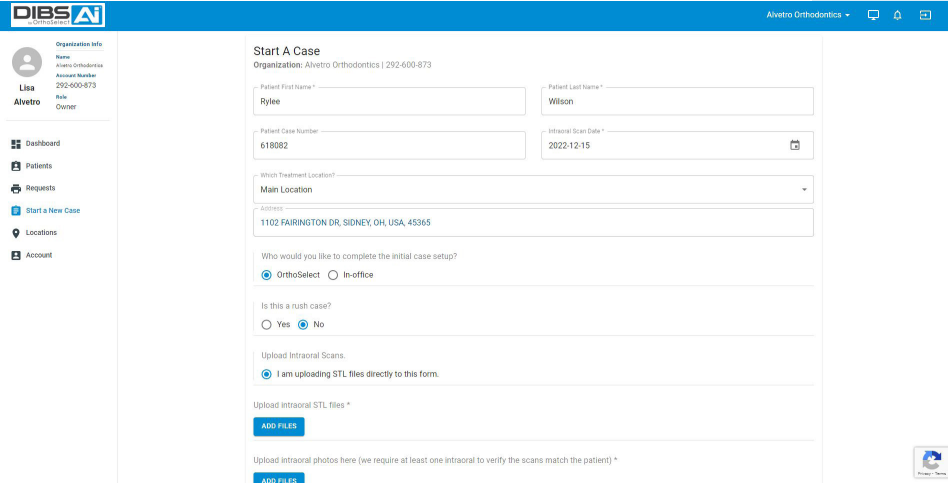 DIBS Ai
by OrthoSelect
Alvetro Orthodontics
Organization Info
Name
Alvetro Orthodontics
Account Number
292-600-873
Role
Owner
Lisa
Alvetro
Dashboard
Patients
Requests
Start a New Case
Locations
Account
Start A Case
Organization: Alvetro Orthodontics | 292-600-873
Patient First Name *
Rylee
Patient Last Name *
Wilson
Patient Case Number
618082
Intraoral Scan Date *
2022-12-15
Which Treatment Location?
Main Location
Address
1102 FAIRINGTON DR, SIDNEY, OH, USA, 45365
Who would you like to complete the initial case setup?
OrthoSelect In-office
Is this a rush case?
Yes No
Upload Intraoral Scans.
I am uploading STL files directly to this form.
Upload intraoral STL files *
ADD FILES
Upload intraoral photos here (we require at least one intraoral to verify the scans match the patient) *
ADD FILES
Privacy - Terms